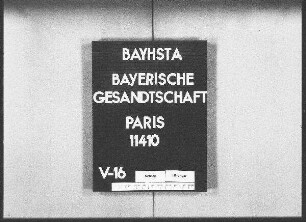 BAYHSTA
BAYERISCHE
GESANDTSCHAFT
PARIS
11410
V-16